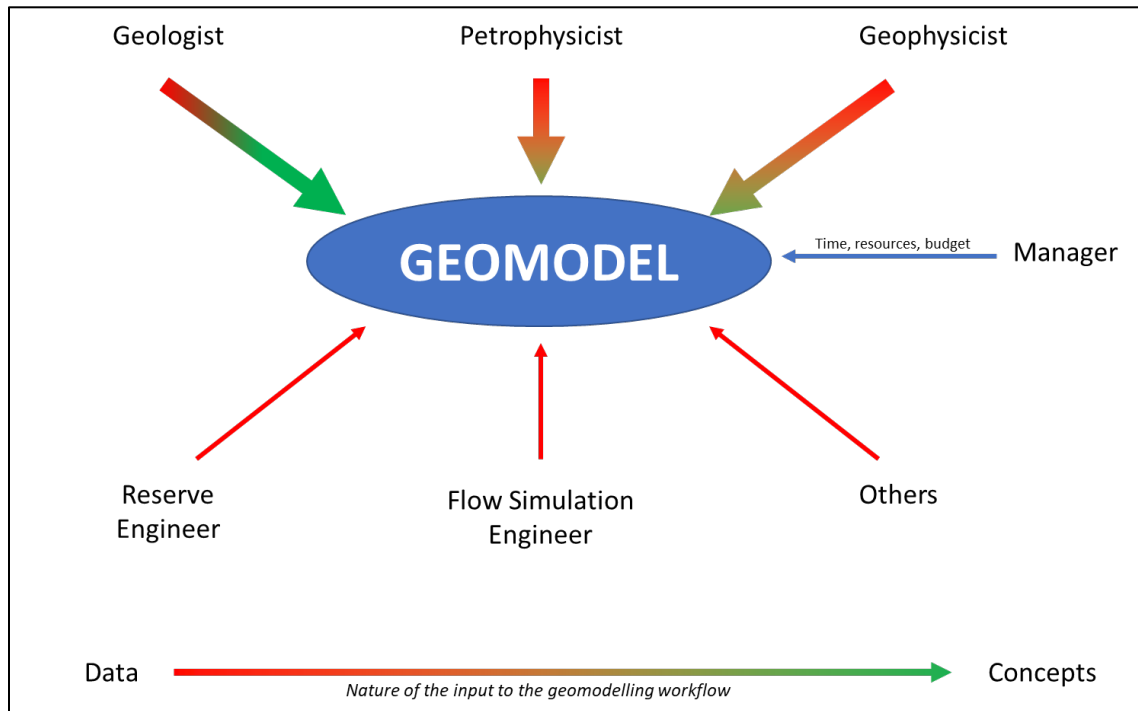 Geologist
Petrophysicist
Geophysicist
GEOMODEL
Time, resources, budget
Manager
Reserve
Engineer
Flow Simulation
Engineer
Others
Data
Nature of the input to the geomodelling workflow
Concepts